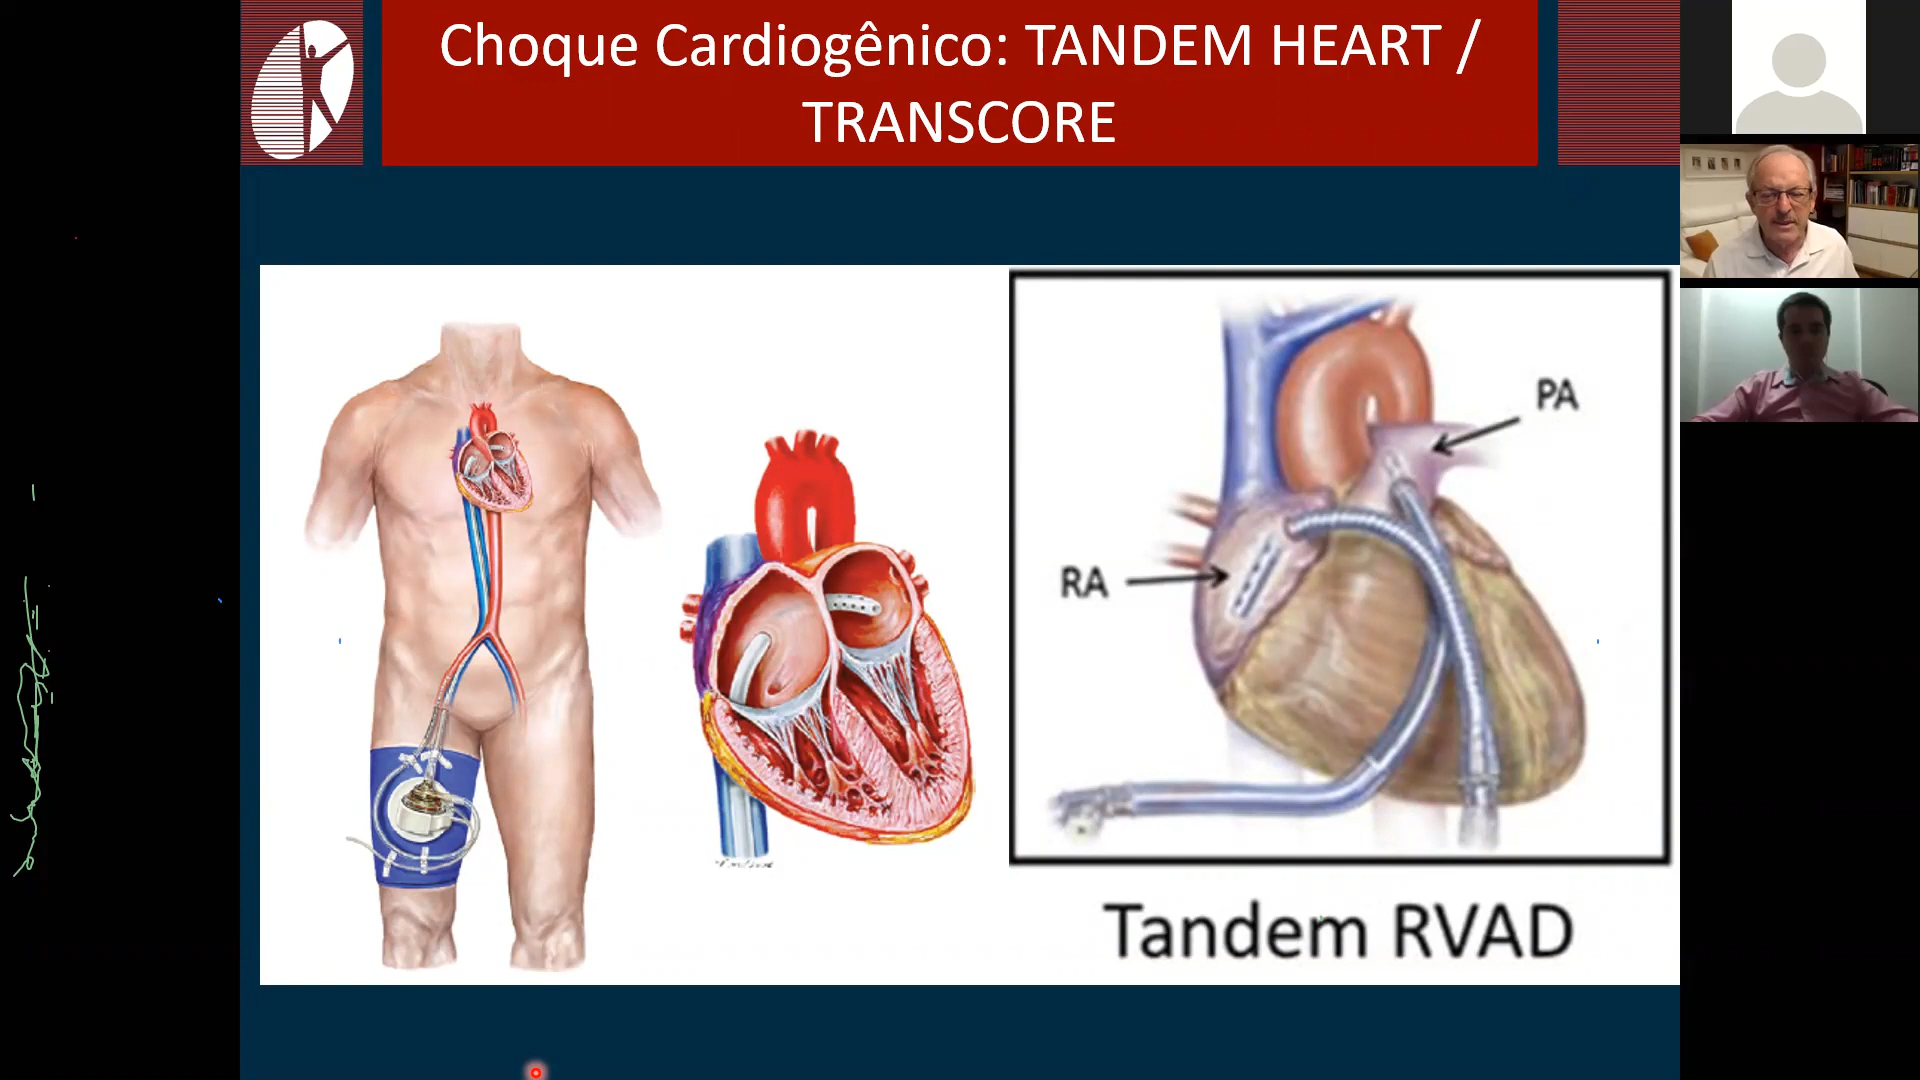 Choque Cardiogênico: TANDEM HEART /
TRANSCORE
PA
RA
Tandem RVAD